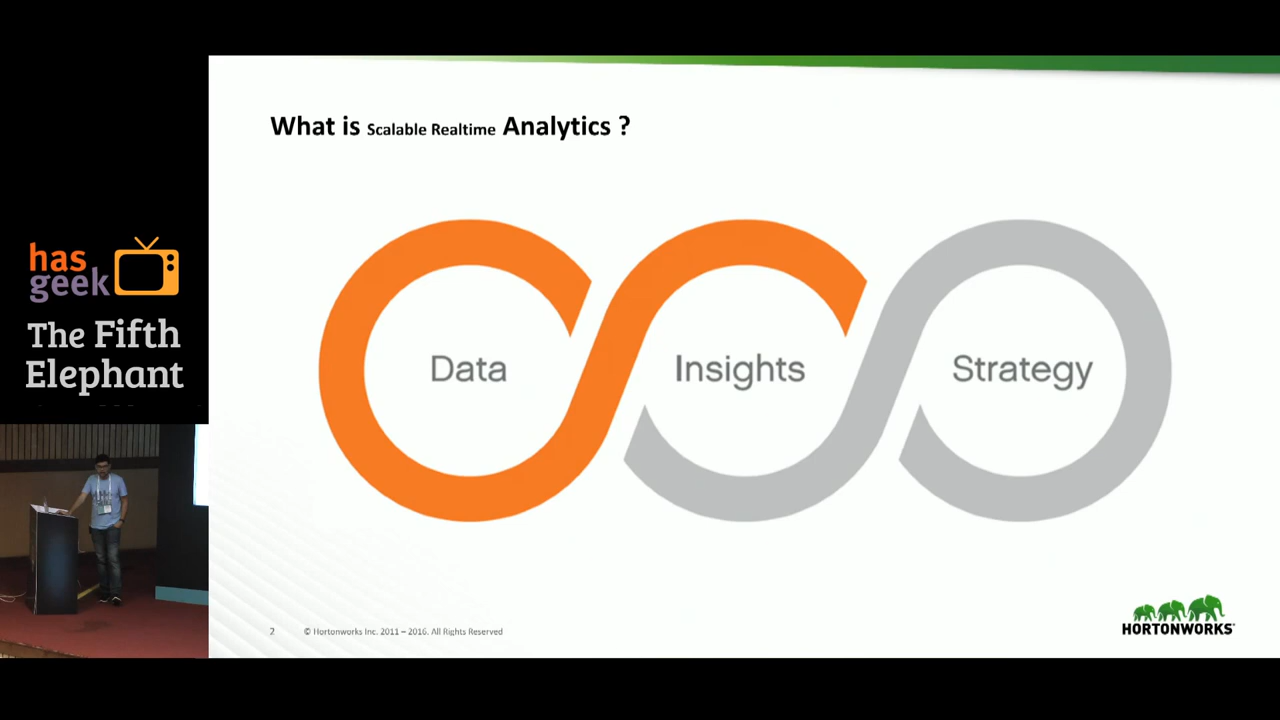 What is Scalable Realtime Analytics ?
has
geek
The Fifth
Elephant
Data
Insights
Strategy
2
© Hortonworks Inc. 2011 – 2016. All Rights Reserved
HORTONWORKS